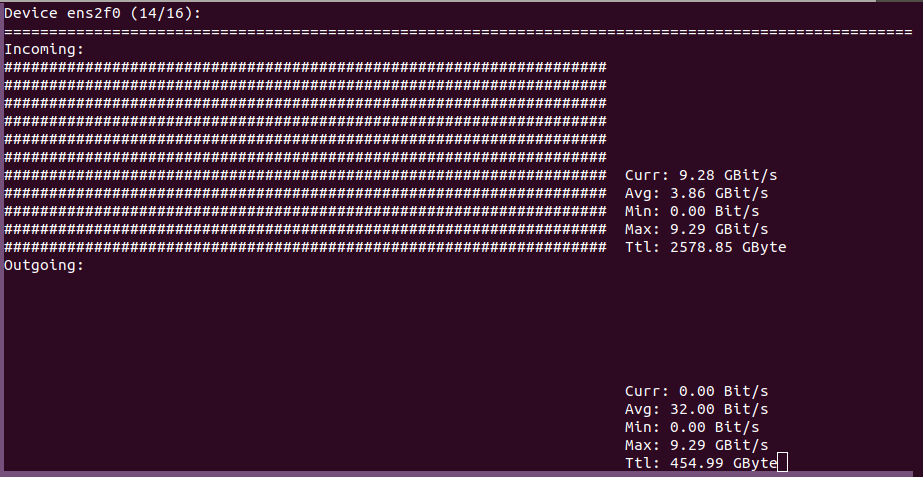 Device ens2f0 (14/16):
=====================================================================================================
Incoming:
###################################################################
###################################################################
###################################################################
###################################################################
###################################################################
###################################################################
################################################################### Curr: 9.28 GBit/s
################################################################### Avg: 3.86 GBit/s
################################################################### Min: 0.00 Bit/s
################################################################### Max: 9.29 GBit/s
################################################################### Ttl: 2578.85 GByte
Outgoing:
Curr: 0.00 Bit/s
Avg: 32.00 Bit/s
Min: 0.00 Bit/s
Max: 9.29 GBit/s
Ttl: 454.99 GByte